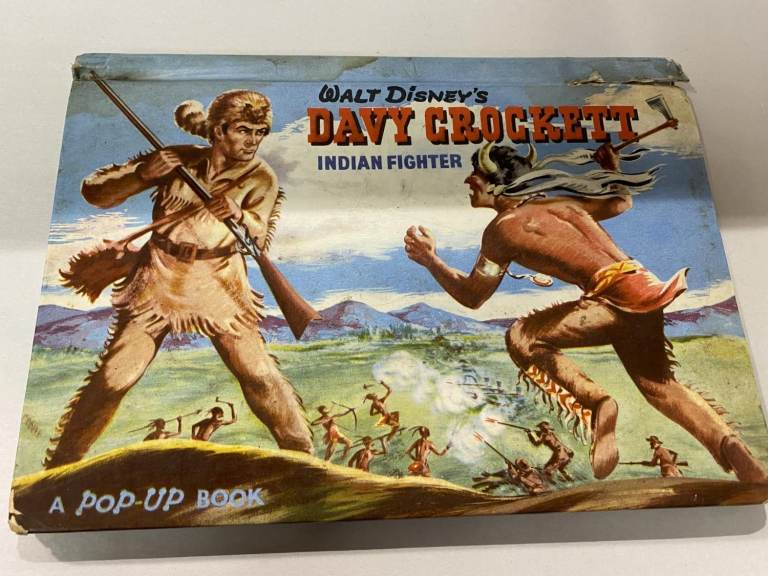 WALT DISNEY'S
DAVY CROCKETT
INDIAN FIGHTER
A POP-UP BOOK